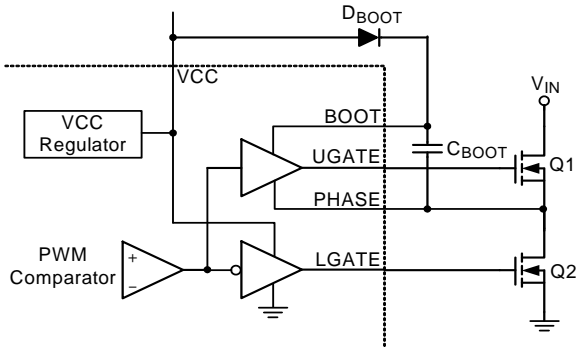 DBOOT
VCC
VIN
VCC
Regulator
BOOT
CBOOT
UGATE
Q1
PHASE
PWM
Comparator
+
−
LGATE
Q2